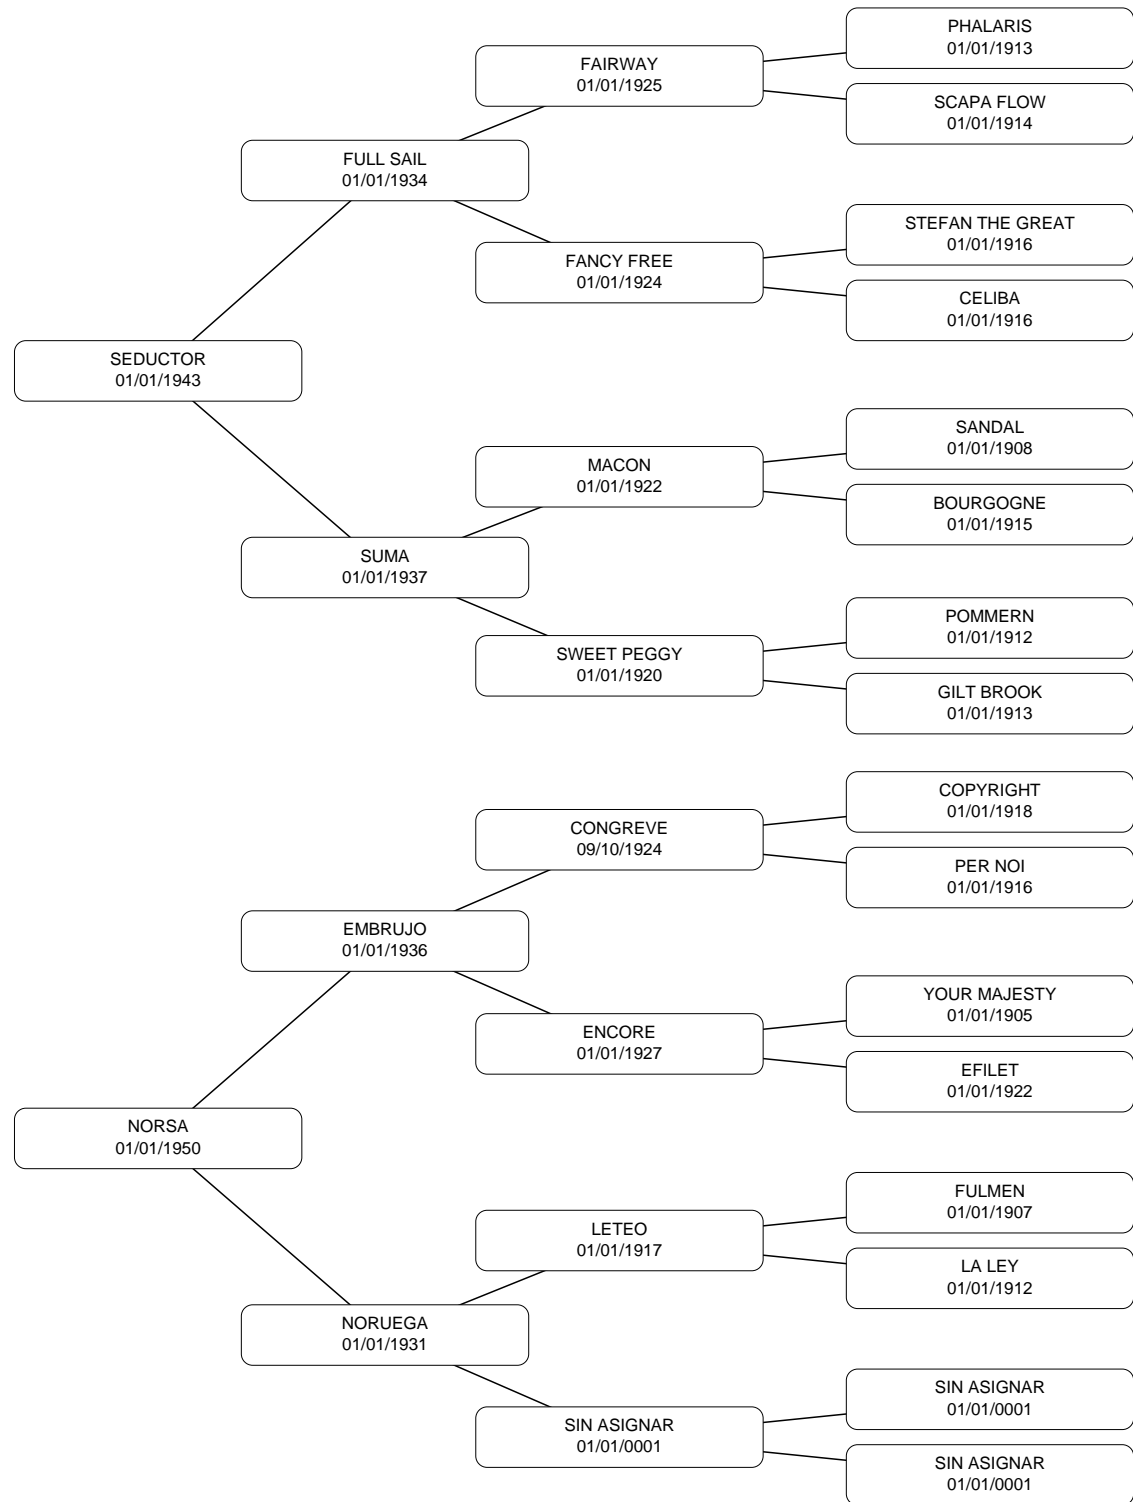 PHALARIS
01/01/1913
FAIRWAY
01/01/1925
SCAPA FLOW
01/01/1914
FULL SAIL
01/01/1934
STEFAN THE GREAT
01/01/1916
FANCY FREE
01/01/1924
CELIBA
01/01/1916
SEDUCTOR
01/01/1943
SANDAL
01/01/1908
MACON
01/01/1922
BOURGOGNE
01/01/1915
SUMA
01/01/1937
POMMERN
01/01/1912
SWEET PEGGY
01/01/1920
GILT BROOK
01/01/1913
COPYRIGHT
01/01/1918
CONGREVE
09/10/1924
PER NOI
01/01/1916
EMBRUJO
01/01/1936
YOUR MAJESTY
01/01/1905
ENCORE
01/01/1927
EFILET
01/01/1922
NORSA
01/01/1950
FULMEN
01/01/1907
LETEO
01/01/1917
LA LEY
01/01/1912
NORUEGA
01/01/1931
SIN ASIGNAR
01/01/0001
SIN ASIGNAR
01/01/0001
SIN ASIGNAR
01/01/0001